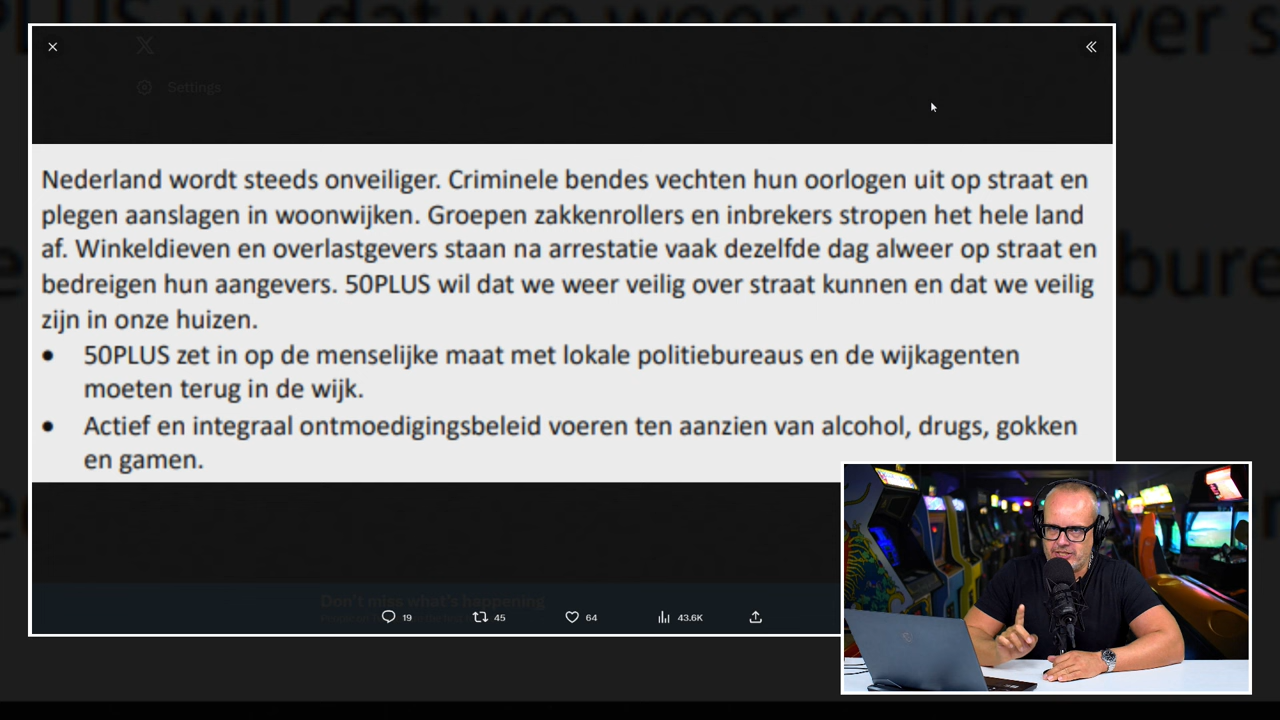 Settings
Nederland wordt steeds onveiliger. Criminele bendes vechten hun oorlogen uit op straat en
plegen aanslagen in woonwijken. Groepen zakkenrollers en inbrekers stropen het hele land
af. Winkeldieven en overlastgevers staan na arrestatie vaak dezelfde dag alweer op straat en
bedreigen hun aangevers. 50PLUS wil dat we weer veilig over straat kunnen en dat we veilig
zijn in onze huizen.
• 50PLUS zet in op de menselijke maat met lokale politiebureaus en de wijkagenten
moeten terug in de wijk.
• Actief en integraal ontmoedigingsbeleid voeren ten aanzien van alcohol, drugs, gokken
en gamen.
Don't miss what's happening
19 45 64 43.6K